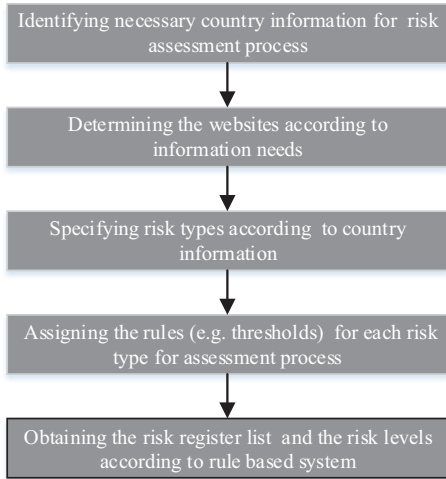 Identifying necessary country information for risk
assessment process
Determining the websites according to
information needs
Specifying risk types according to country
information
Assigning the rules (e.g. thresholds) for each risk
type for assessment process
Obtaining the risk register list and the risk levels
according to rule based system